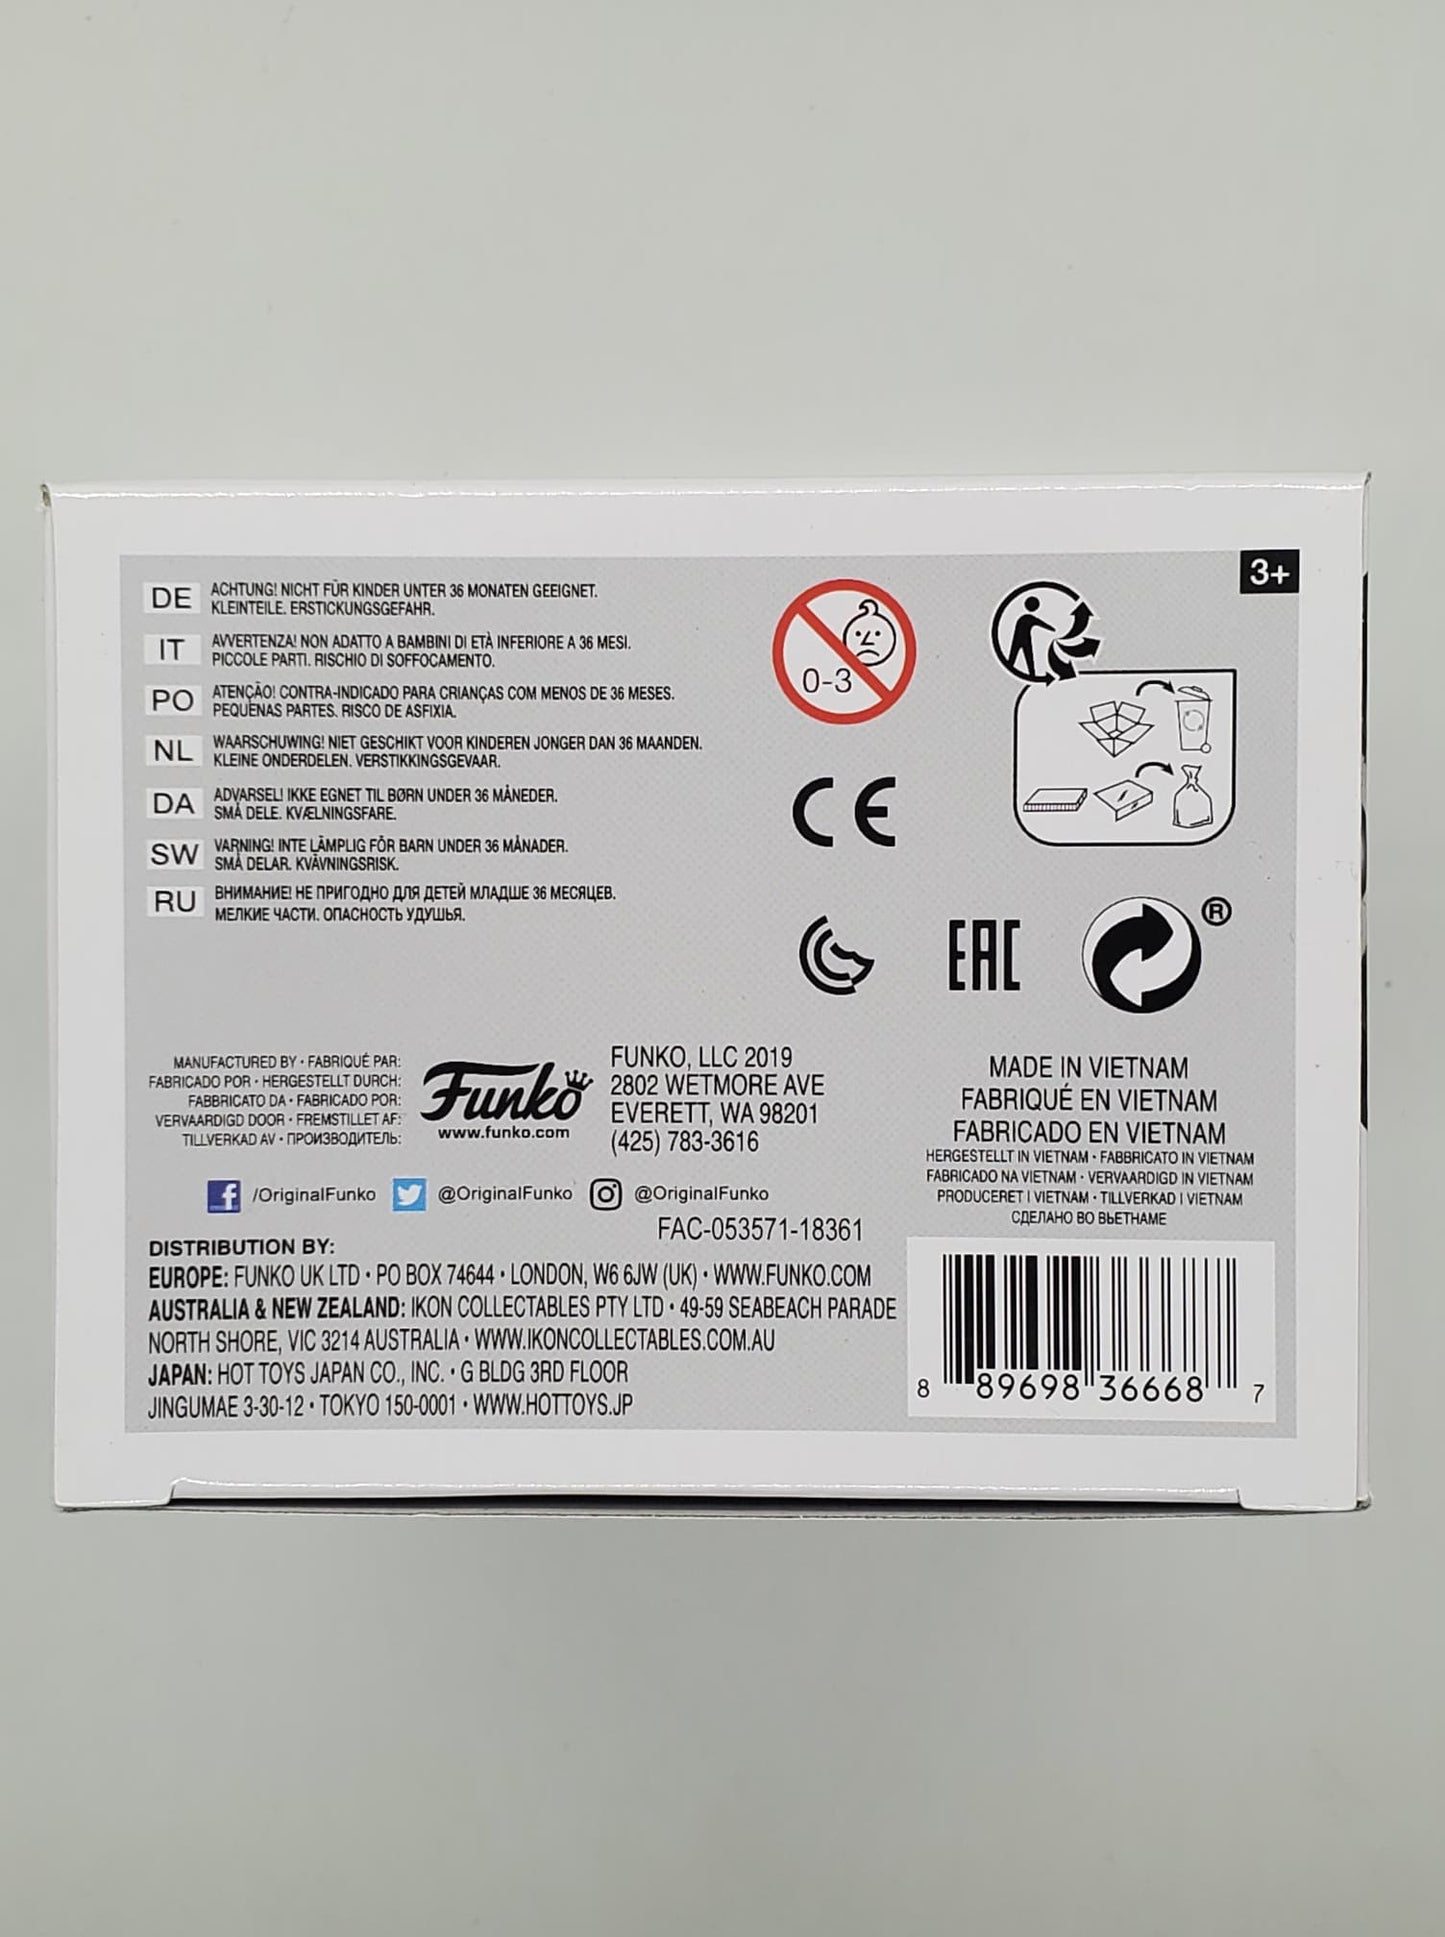 3+
DE ACHTUNG! NICHT FÜR KINDER UNTER 36 MONATEN GEEIGNET.
KLEINTEILE. ERSTICKUNGSGEFAHR.
IT AVVERTENZA! NON ADATTO A BAMBINI DI ETÀ INFERIORE A 36 MESI.
PICCOLE PARTI. RISCHIO DI SOFFOCAMENTO.
PO ATENÇÃO! CONTRA-INDICADO PARA CRIANÇAS COM MENOS DE 36 MESES.
PEQUENAS PARTES. RISCO DE ASFIXIA.
NL WAARSCHUWING! NIET GESCHIKT VOOR KINDEREN JONGER DAN 36 MAANDEN.
KLEINE ONDERDELEN. VERSTIKKINGSGEVAAR.
DA ADVARSEL! IKKE EGNET TIL BØRN UNDER 36 MÅNEDER.
SMÅ DELE. KVÆLNINGSFARE.
SW VARNING! INTE LÄMPLIG FÖR BARN UNDER 36 MÅNADER.
SMÅ DELAR. KVÄVNINGSRISK.
RU ВНИМАНИЕ! НЕ ПРИГОДНО ДЛЯ ДЕТЕЙ МЛАДШЕ 36 МЕСЯЦЕВ.
МЕЛКИЕ ЧАСТИ. ОПАСНОСТЬ УДУШЬЯ.
0-3
CE
EAC
®
MANUFACTURED BY • FABRIQUÉ PAR:
FABRICADO POR • HERGESTELLT DURCH:
FABBRICATO DA • FABRICADO POR:
VERVAARDIGD DOOR • FREMSTILLET AF:
TILLVERKAD AV • ПРОИЗВОДИТЕЛЬ:
Funko
www.funko.com
FUNKO, LLC 2019
2802 WETMORE AVE
EVERETT, WA 98201
(425) 783-3616
MADE IN VIETNAM
FABRIQUÉ EN VIETNAM
FABRICADO EN VIETNAM
HERGESTELLT IN VIETNAM • FABBRICATO IN VIETNAM
FABRICADO NA VIETNAM • VERVAARDIGD IN VIETNAM
PRODUCERET I VIETNAM • TILLVERKAD I VIETNAM
СДЕЛАНО ВО ВЬЕТНАМЕ
f /OriginalFunko @OriginalFunko @OriginalFunko
FAC-053571-18361
DISTRIBUTION BY:
EUROPE: FUNKO UK LTD • PO BOX 74644 • LONDON, W6 6JW (UK) • WWW.FUNKO.COM
AUSTRALIA & NEW ZEALAND: IKON COLLECTABLES PTY LTD • 49-59 SEABEACH PARADE
NORTH SHORE, VIC 3214 AUSTRALIA • WWW.IKONCOLLECTABLES.COM.AU
JAPAN: HOT TOYS JAPAN CO., INC. • G BLDG 3RD FLOOR
JINGUMAE 3-30-12 • TOKYO 150-0001 • WWW.HOTTOYS.JP
8 89698 36668 7